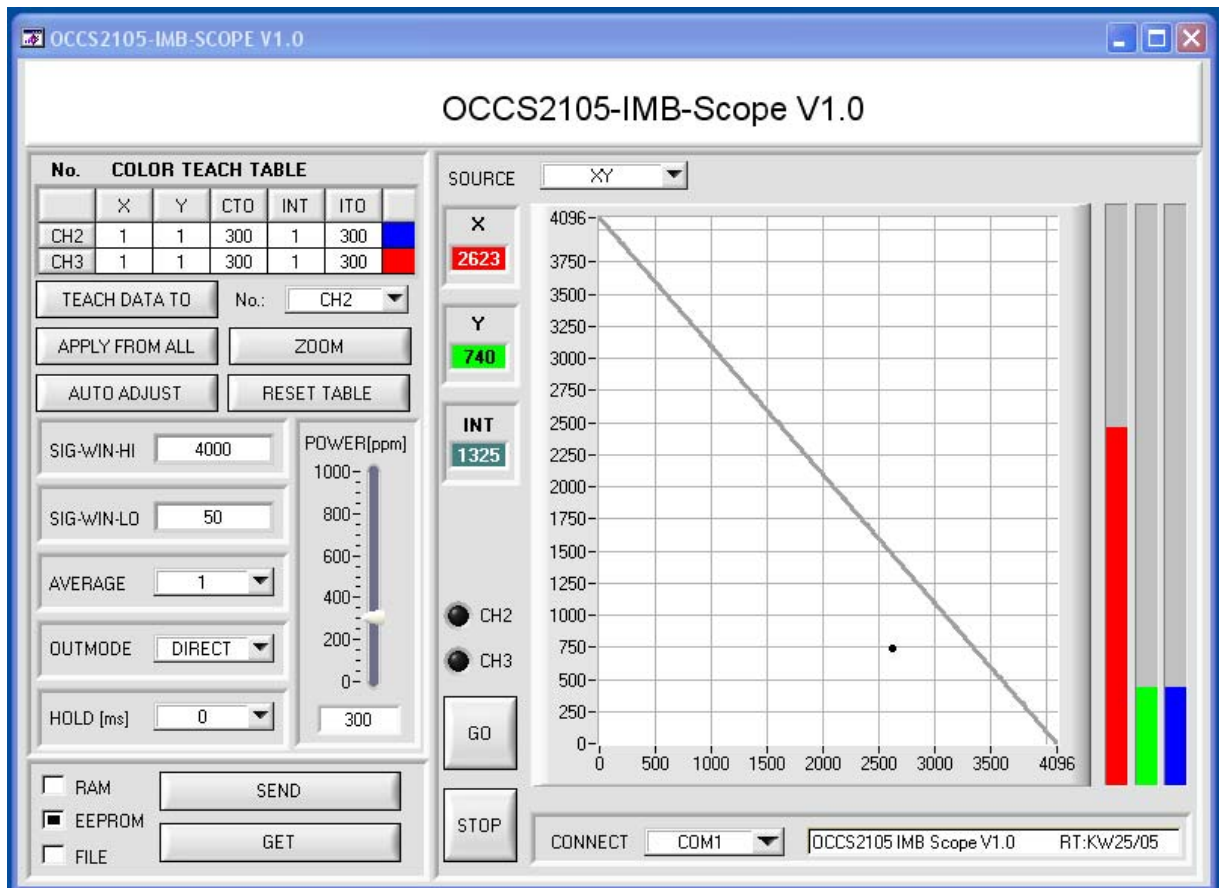 OCCS2105-IMB-SCOPE V1.0
OCCS2105-IMB-Scope V1.0
No. COLOR TEACH TABLE
X Y CTO INT ITO
CH2 1 1 300 1 300
CH3 1 1 300 1 300
TEACH DATA TO No.: CH2
APPLY FROM ALL ZOOM
AUTO ADJUST RESET TABLE
SIG-WIN-HI 4000
SIG-WIN-LO 50
AVERAGE 1
OUTMODE DIRECT
HOLD [ms] 0
POWER[ppm]
1000
800
600
400
200
0
300
RAM
EEPROM
FILE
SEND
GET
SOURCE XY
X
2623
Y
740
INT
1325
CH2
CH3
GO
STOP
4096
3750
3500
3250
3000
2750
2500
2250
2000
1750
1500
1250
1000
750
500
250
0
0 500 1000 1500 2000 2500 3000 3500 4096
CONNECT COM1 OCCS2105 IMB Scope V1.0 RT:KW25/05